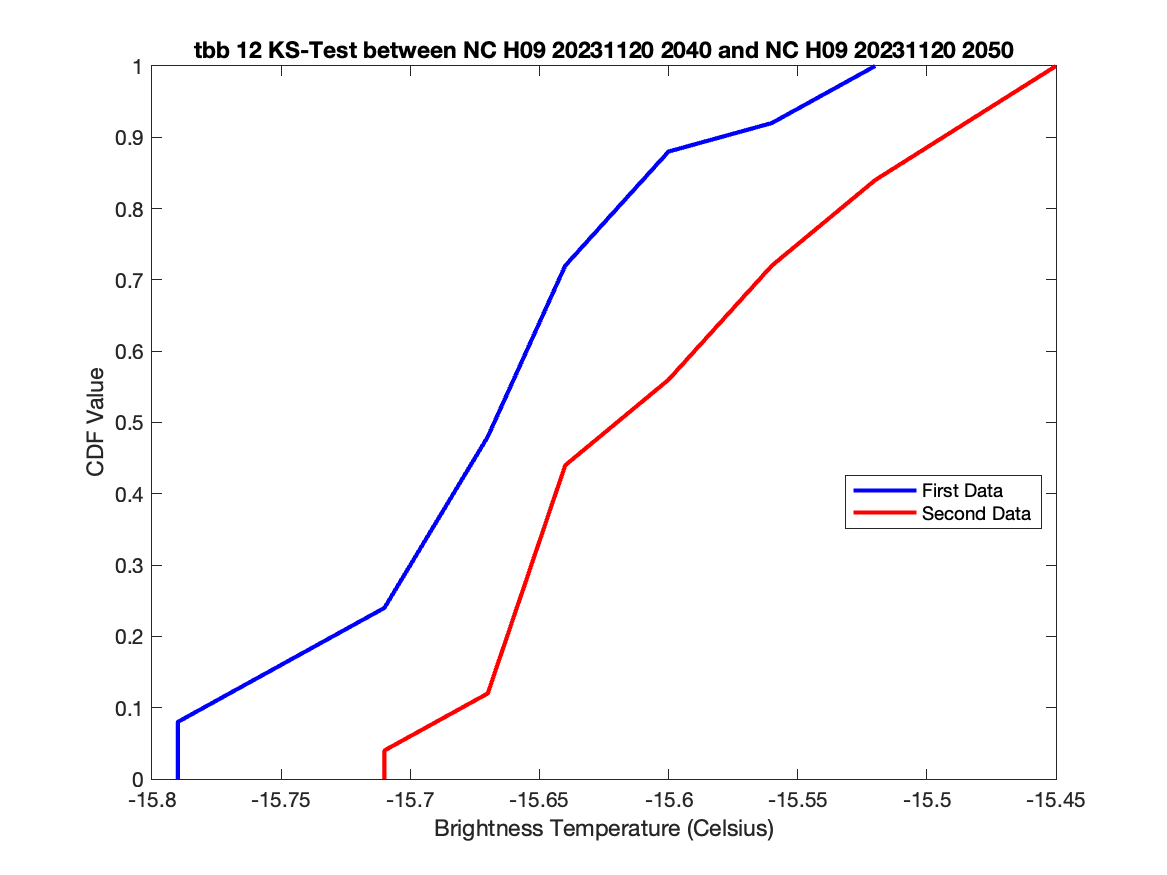 tbb 12 KS-Test between NC H09 20231120 2040 and NC H09 20231120 2050
1
0.9
0.8
0.7
0.6
0.5
0.4
0.3
0.2
0.1
0
CDF Value
First Data
Second Data
-15.8 -15.75 -15.7 -15.65 -15.6 -15.55 -15.5 -15.45
Brightness Temperature (Celsius)